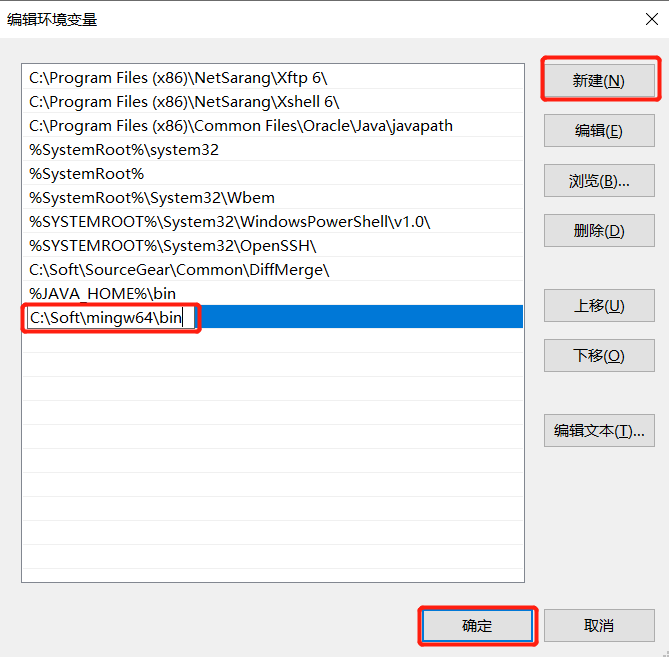 编辑环境变量
C:\Program Files (x86)\NetSarang\Xftp 6\
C:\Program Files (x86)\NetSarang\Xshell 6\
C:\Program Files (x86)\Common Files\Oracle\Java\javapath
%SystemRoot%\system32
%SystemRoot%
%SystemRoot%\System32\Wbem
%SYSTEMROOT%\System32\WindowsPowerShell\v1.0\
%SYSTEMROOT%\System32\OpenSSH\
C:\Soft\SourceGear\Common\DiffMerge\
%JAVA_HOME%\bin
C:\Soft\mingw64\bin
新建(N)
编辑(E)
浏览(B)...
删除(D)
上移(U)
下移(O)
编辑文本(T)...
确定
取消